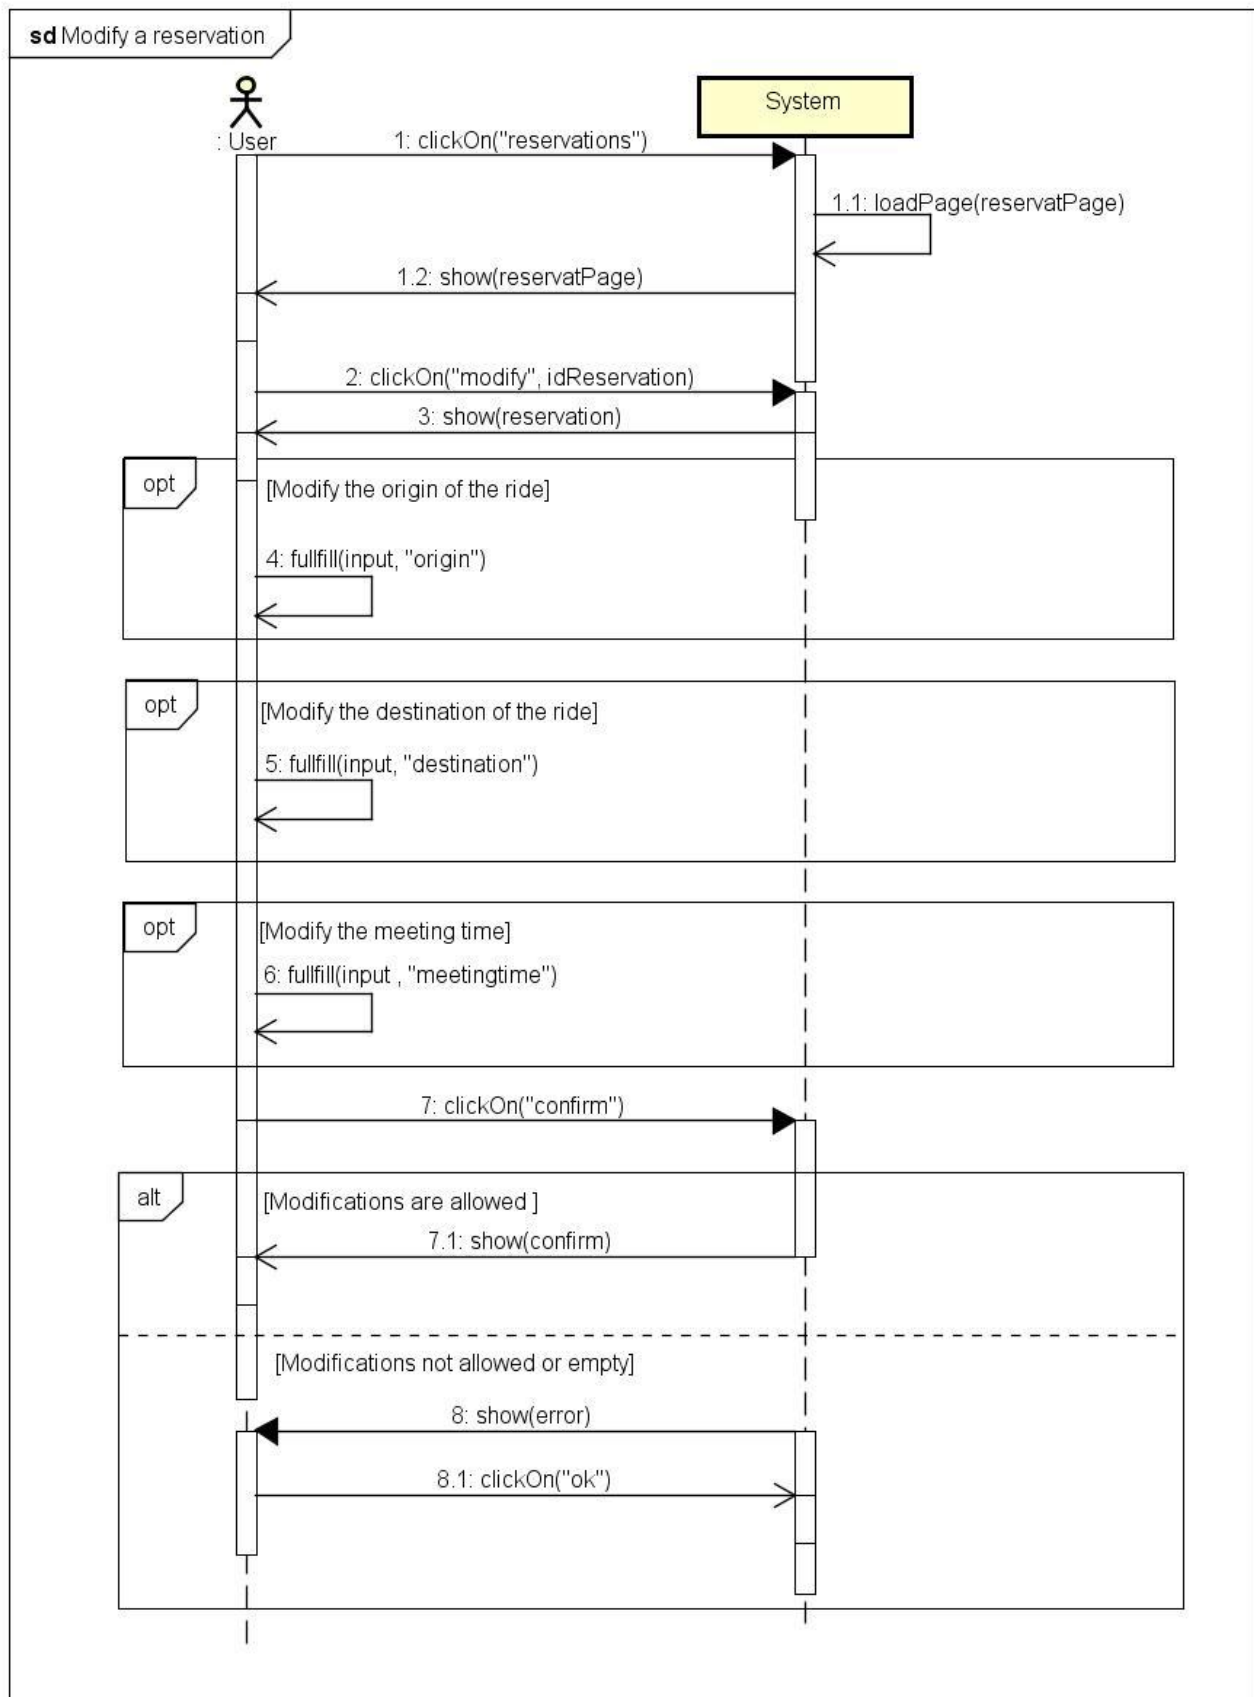 sd Modify a reservation
System
: User
1: clickOn("reservations")
1.1: loadPage(reservatPage)
1.2: show(reservatPage)
2: clickOn("modify", idReservation)
3: show(reservation)
opt
[Modify the origin of the ride]
4: fullfill(input, "origin")
opt
[Modify the destination of the ride]
5: fullfill(input, "destination")
opt
[Modify the meeting time]
6: fullfill(input , "meetingtime")
7: clickOn("confirm")
alt
[Modifications are allowed ]
7.1: show(confirm)
[Modifications not allowed or empty]
8: show(error)
8.1: clickOn("ok")